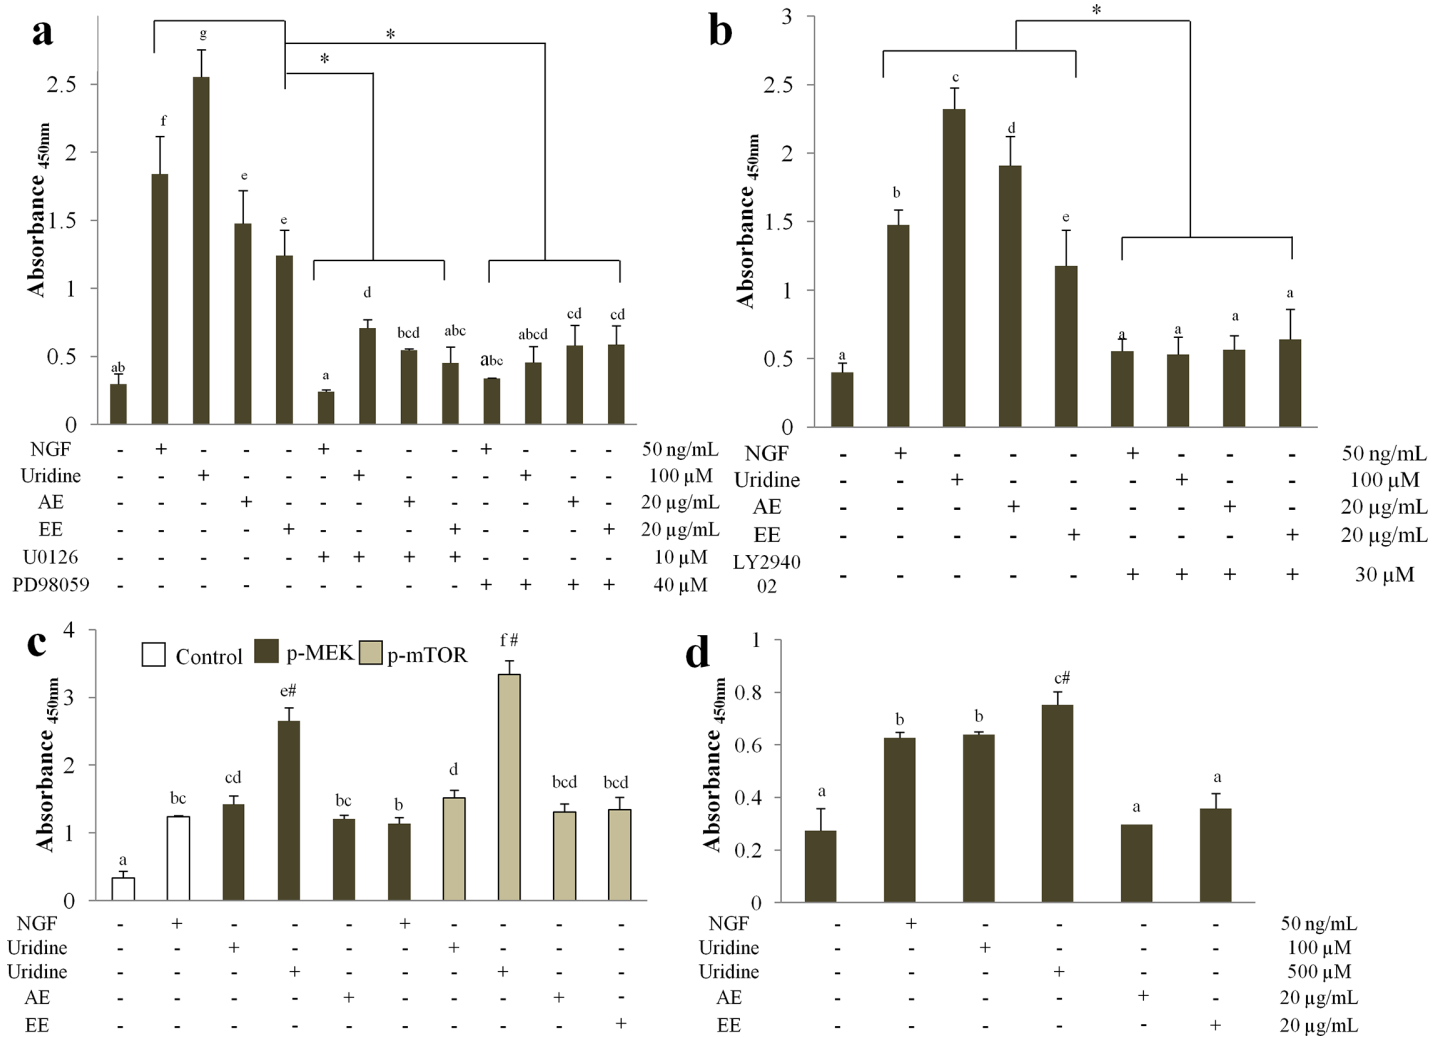 a
*
*
g
f
e
e
d
bcd
abc
abc
abcd
cd
cd
ab
a
Absorbance 450nm
2.5
2
1.5
1
0.5
0
NGF - + - - - - + - - - + - - - 50 ng/mL
Uridine - - + - - - - + - - - + - - 100 µM
AE - - - + - - - - + - - - + - 20 µg/mL
EE - - - - + - - - - + - - - + 20 µg/mL
U0126 - - - - - + + + + - - - - 10 µM
PD98059 - - - - - - - - - + + + + 40 µM
b
*
c
d
b
e
a
a
a
a
a
Absorbance 450nm
3
2.5
2
1.5
1
0.5
0
NGF - + - - - + - - - 50 ng/mL
Uridine - - + - - - + - - 100 µM
AE - - - + - - - + - 20 µg/mL
EE - - - - + - - - + 20 µg/mL
LY2940
02 - - - - - + + + + 30 µM
c
Control p-MEK p-mTOR
f #
e#
cd
bc
bc
b
d
bcd
bcd
a
Absorbance 450nm
4
3
2
1
0
NGF - + - - - + - - - -
Uridine - - + - - - + - - -
Uridine - - - + - - - + - -
AE - - - - + - - - + -
EE - - - - - - - - - +
d
c#
b
b
a
a
a
Absorbance 450nm
1
0.8
0.6
0.4
0.2
0
NGF - + - - - - 50 ng/mL
Uridine - - + - - - 100 µM
Uridine - - - + - - 500 µM
AE - - - - + - 20 µg/mL
EE - - - - - + 20 µg/mL